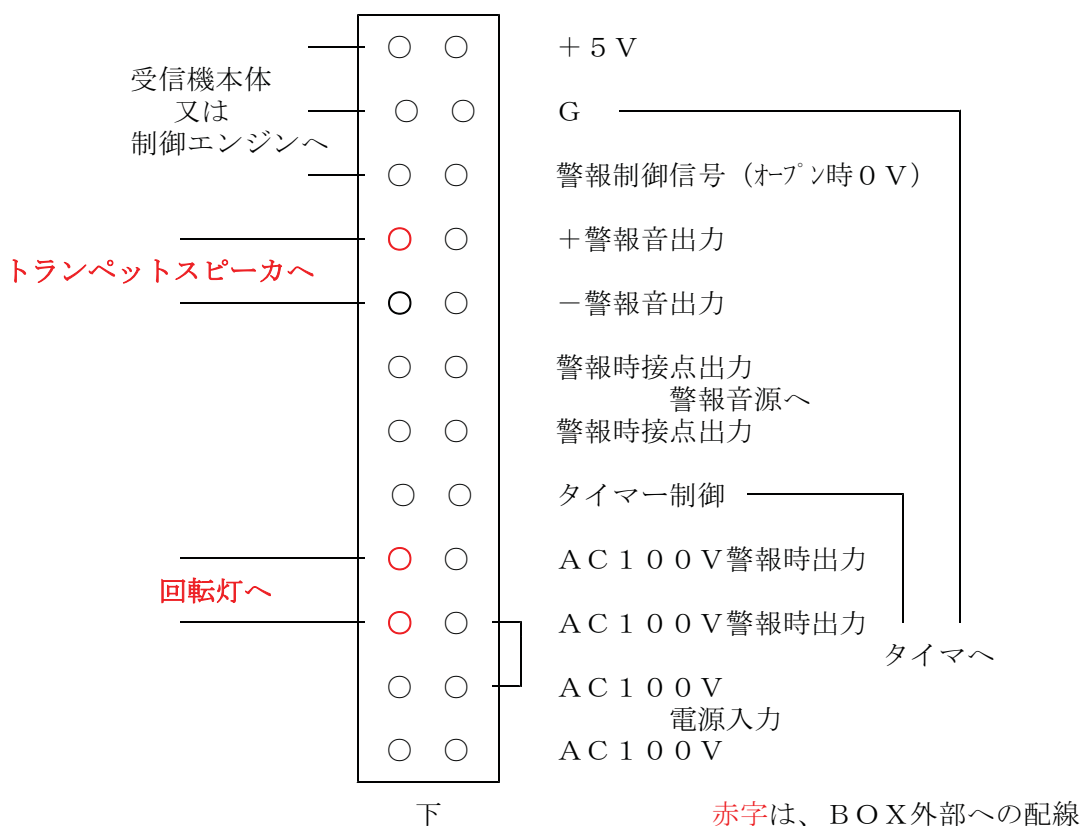 ＋５Ｖ
受信機本体
又は
Ｇ
制御エンジンへ
警報制御信号（ｵｰﾌﾟﾝ時０Ｖ）
＋警報音出力
トランペットスピーカへ
－警報音出力
警報時接点出力
警報音源へ
警報時接点出力
タイマー制御
ＡＣ１００Ｖ警報時出力
回転灯へ
ＡＣ１００Ｖ警報時出力
タイマへ
ＡＣ１００Ｖ
電源入力
ＡＣ１００Ｖ
下
赤字は、ＢＯＸ外部への配線